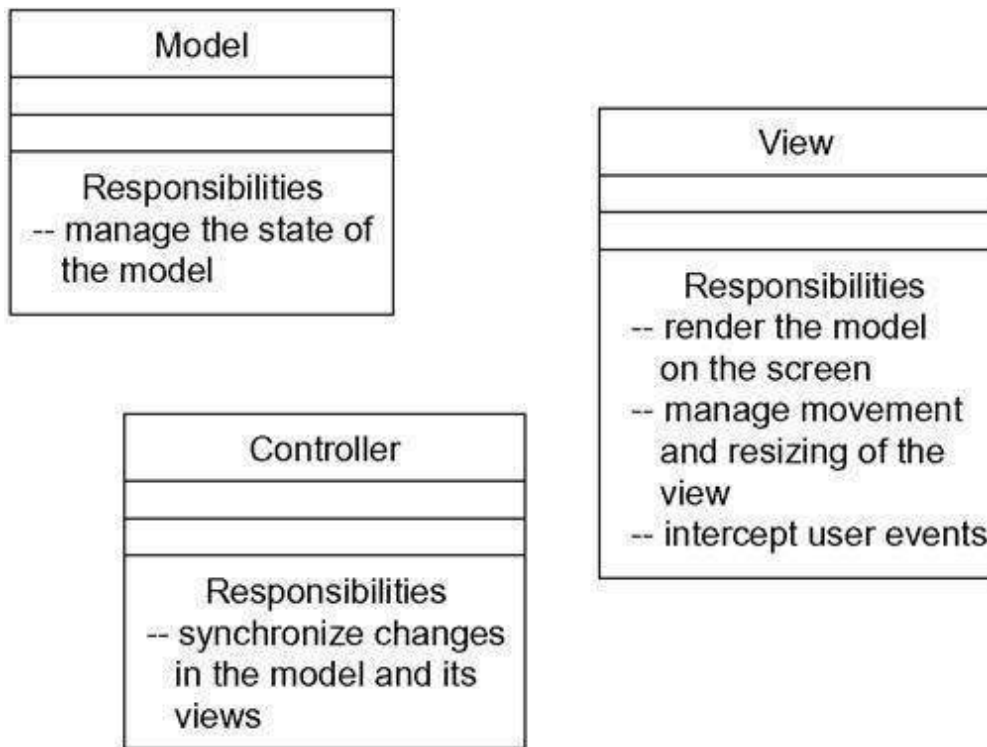 Model
Responsibilities
-- manage the state of
the model
View
Responsibilities
-- render the model
on the screen
-- manage movement
and resizing of the
view
-- intercept user events
Controller
Responsibilities
-- synchronize changes
in the model and its
views